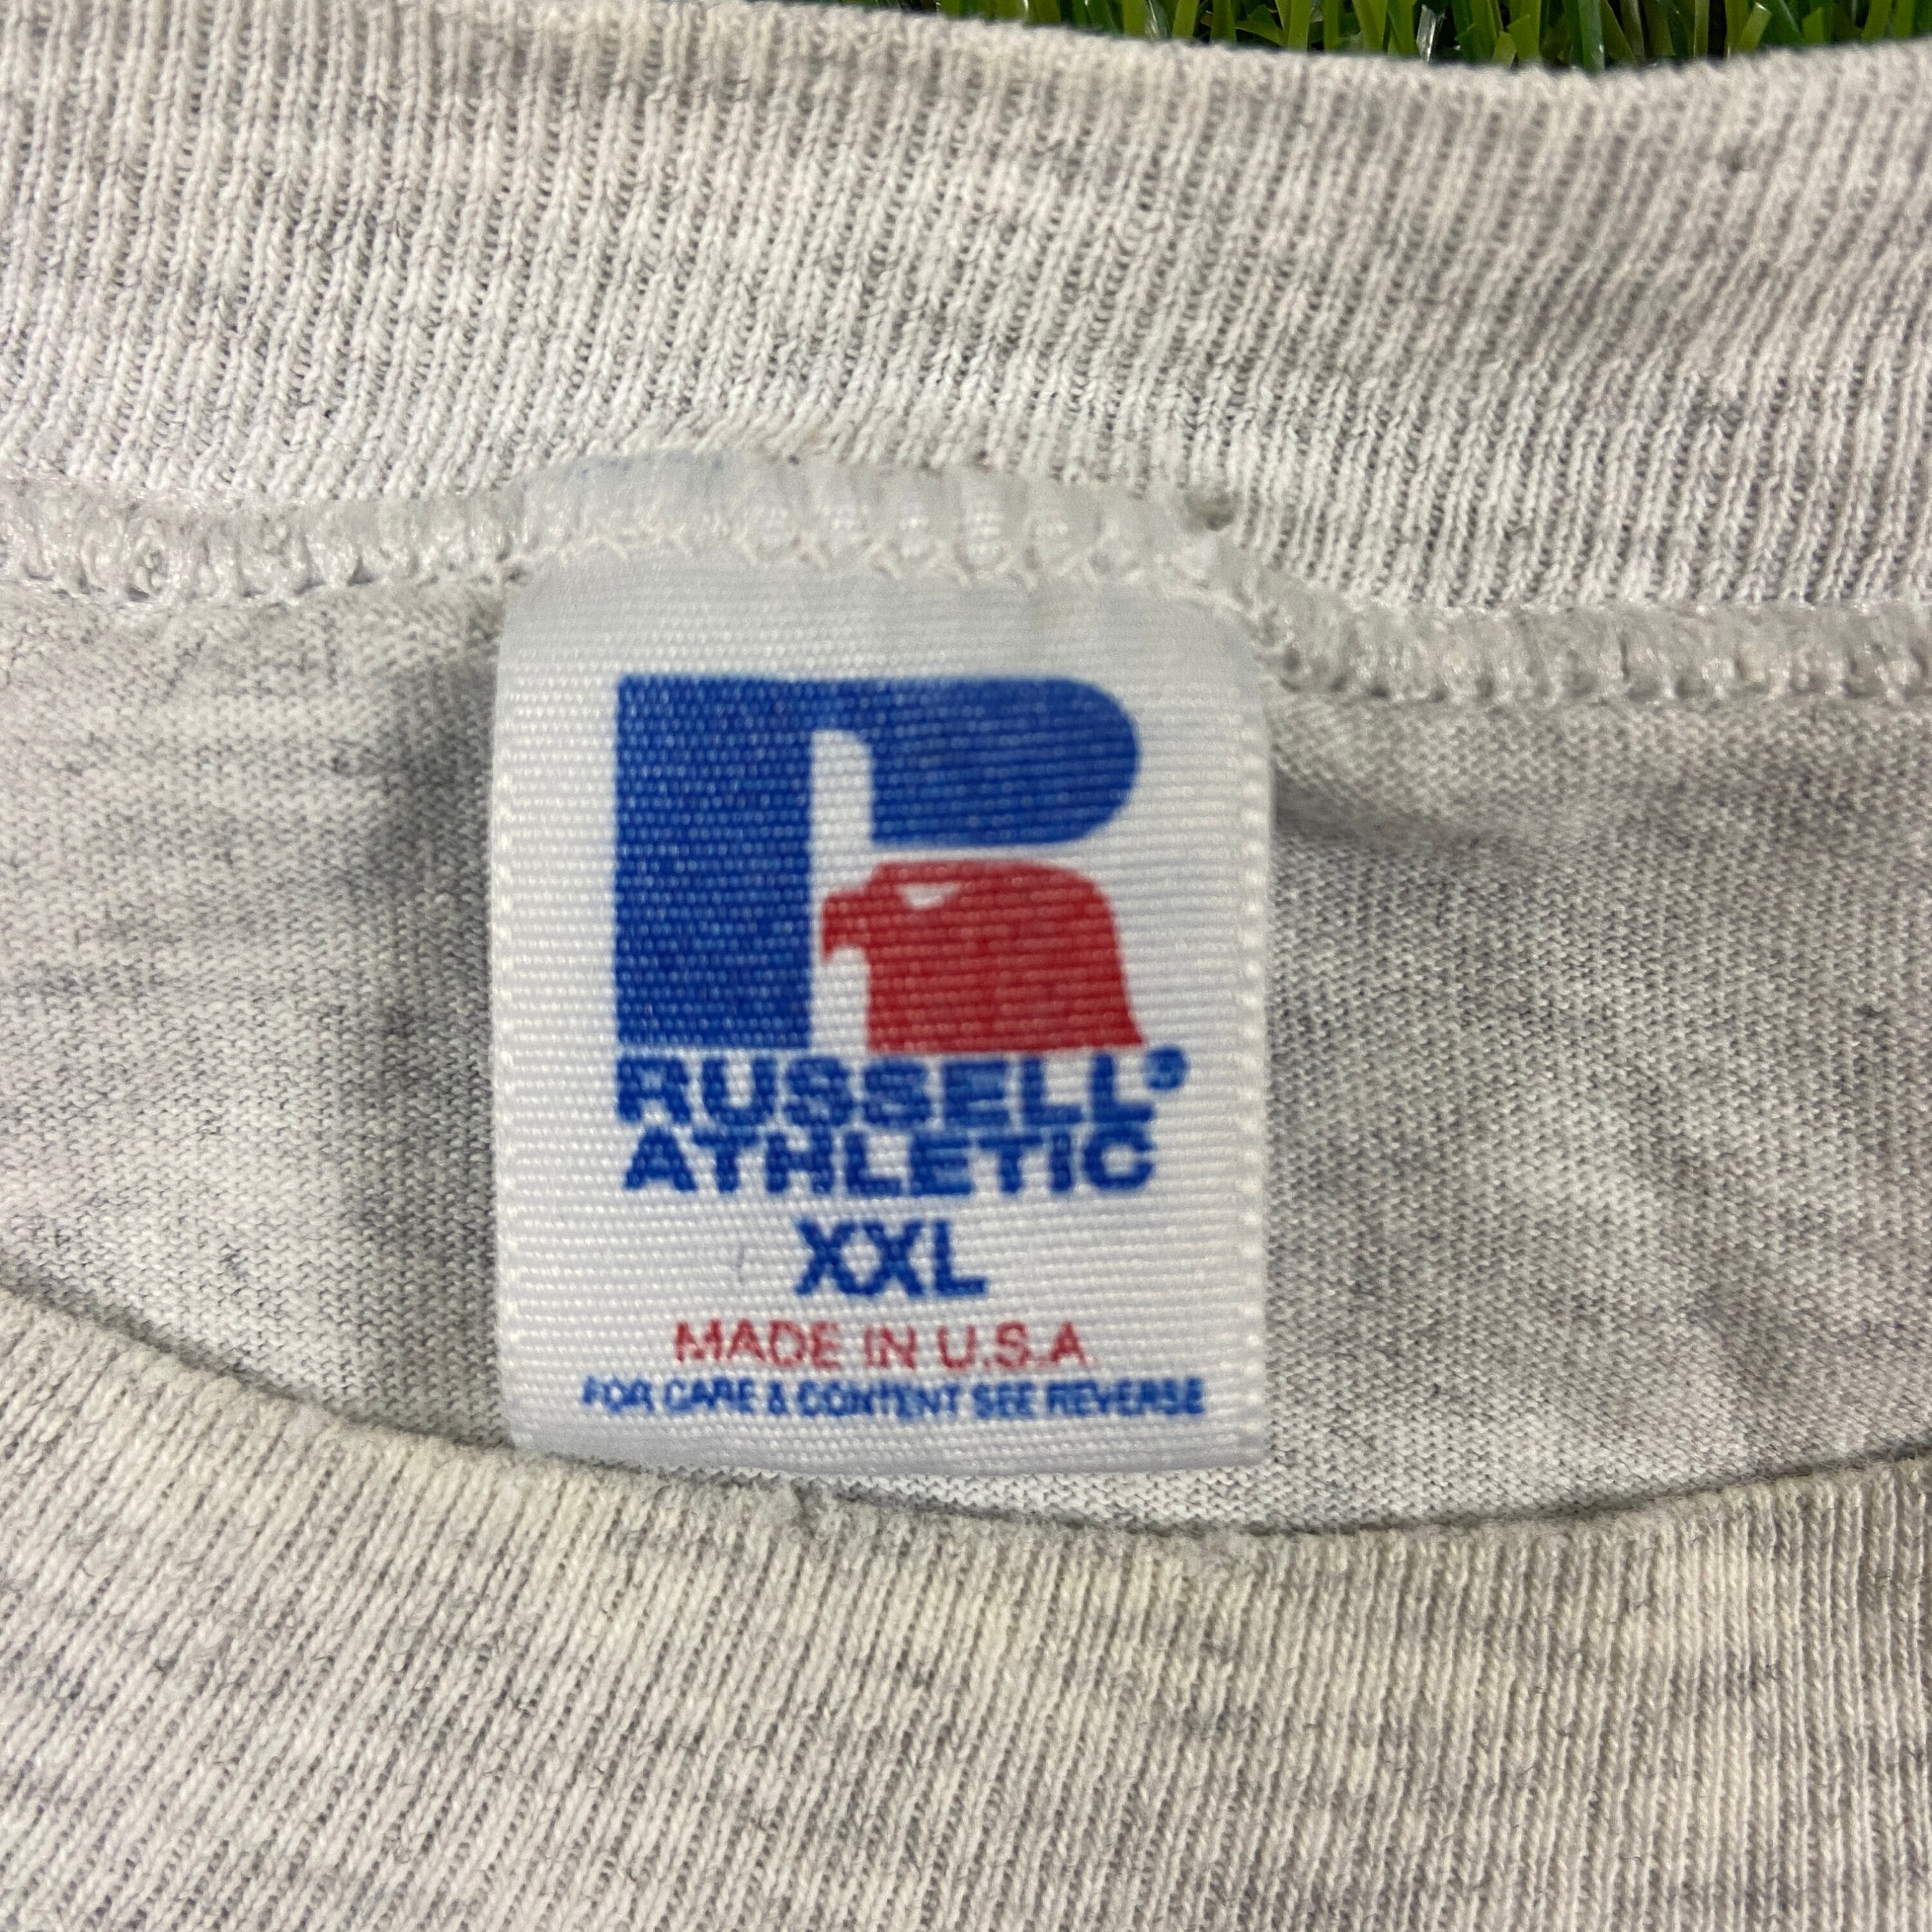 RUSSELL®
ATHLETIC
XXL
MADE IN U.S.A.
FOR CARE & CONTENT SEE REVERSE